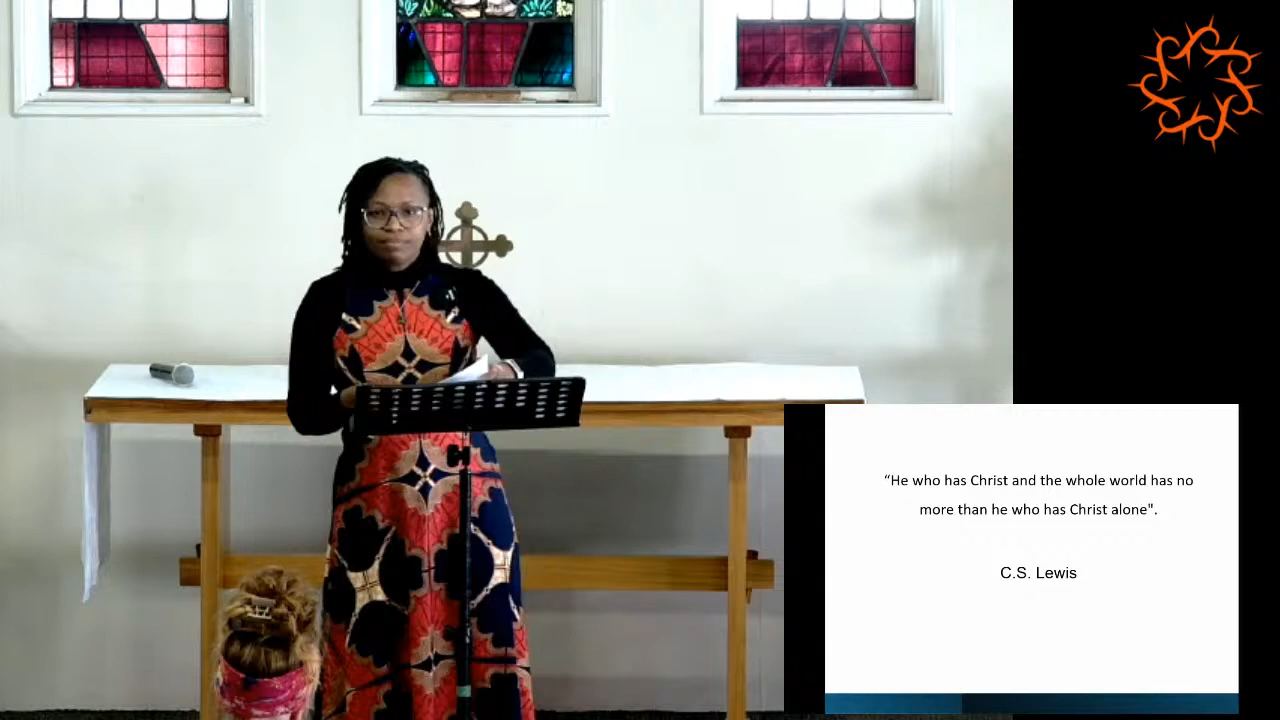 “He who has Christ and the whole world has no
more than he who has Christ alone".
C.S. Lewis